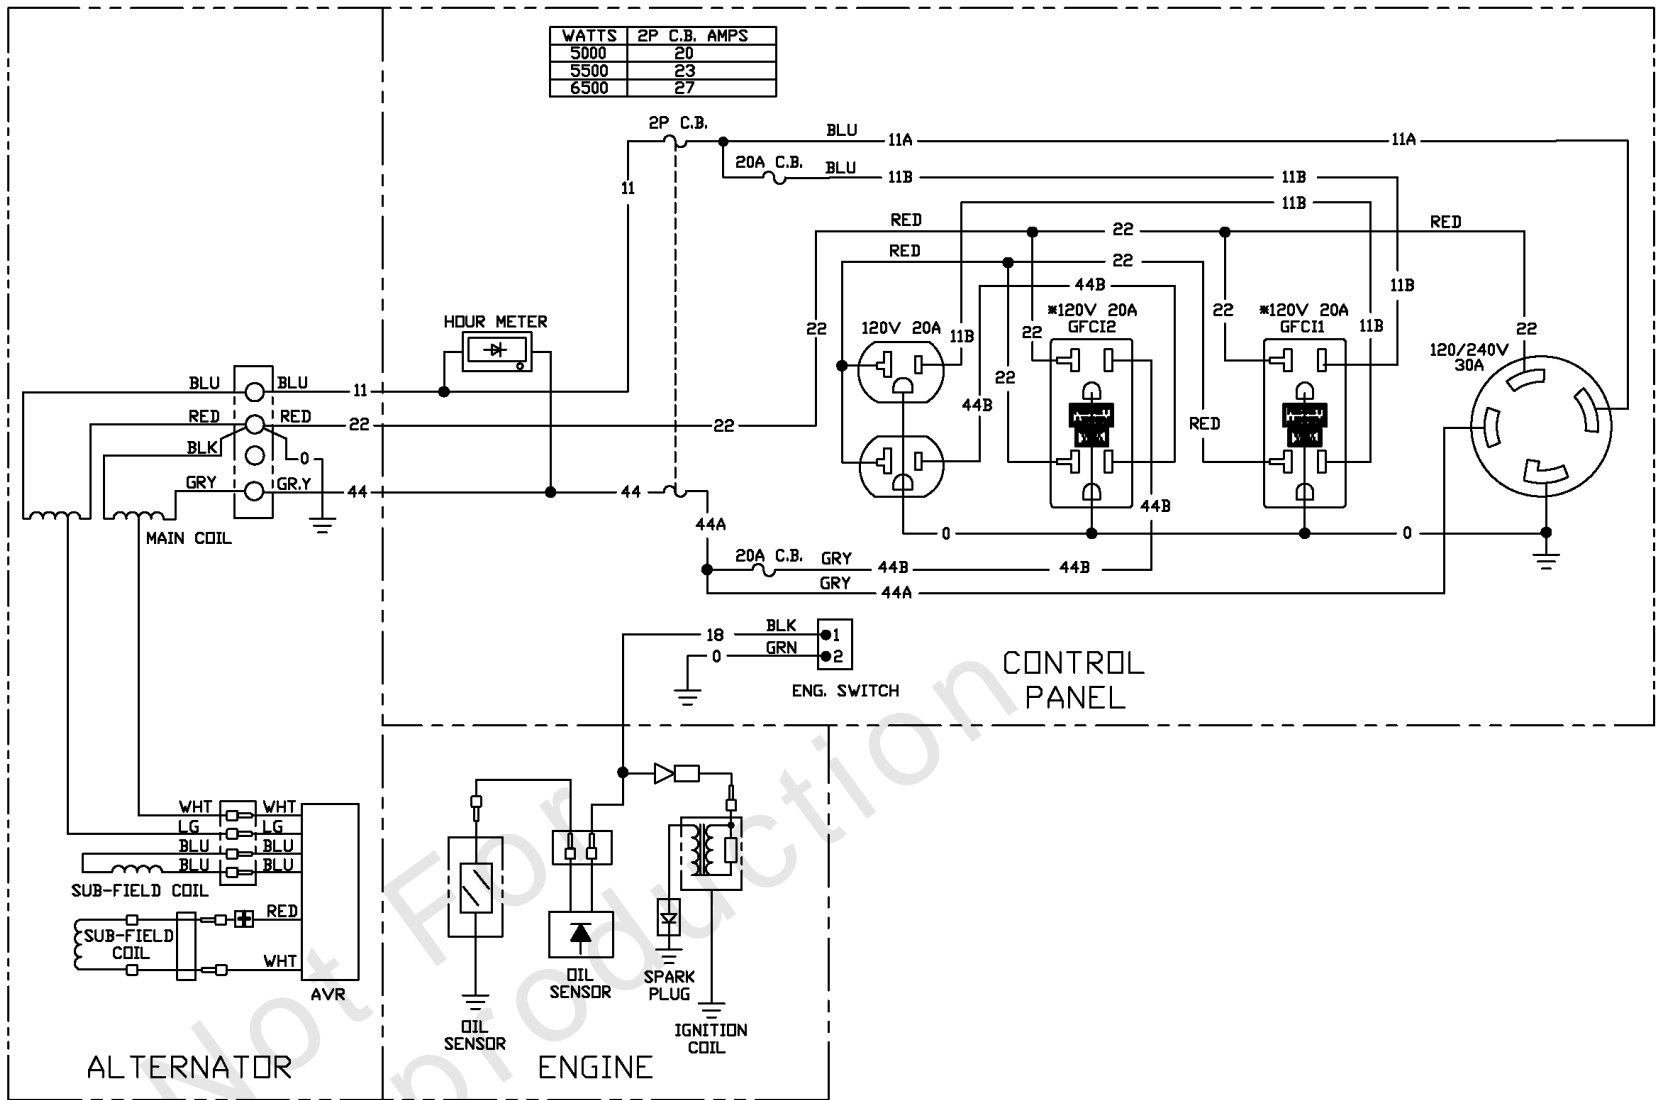 WATTS 2P C.B. AMPS
5000 20
5500 23
6500 27
2P C.B.
BLU 11A 11A
20A C.B. BLU 11B 11B
11
11B
RED 22 RED
RED 22
44B 11B
HOUR METER
22
120V 20A
11B
22
*120V 20A
GFCI2
22
*120V 20A
GFCI1
11B
22
120/240V
30A
22
44B
BLU BLU 11
RED RED 22 22
RED
BLK 0
GRY GR.Y 44 44
44A
44B
MAIN COIL
0 0
20A C.B. GRY 44B 44B
GRY 44A
18 BLK 1
0 GRN 2
ENG. SWITCH
CONTROL
PANEL
WHT WHT
LG LG
BLU BLU
BLU BLU
SUB-FIELD COIL
RED
SUB-FIELD
COIL
WHT
AVR
OIL
SENSOR
OIL
SENSOR
SPARK
PLUG
IGNITION
COIL
ALTERNATOR
ENGINE
Not For
production